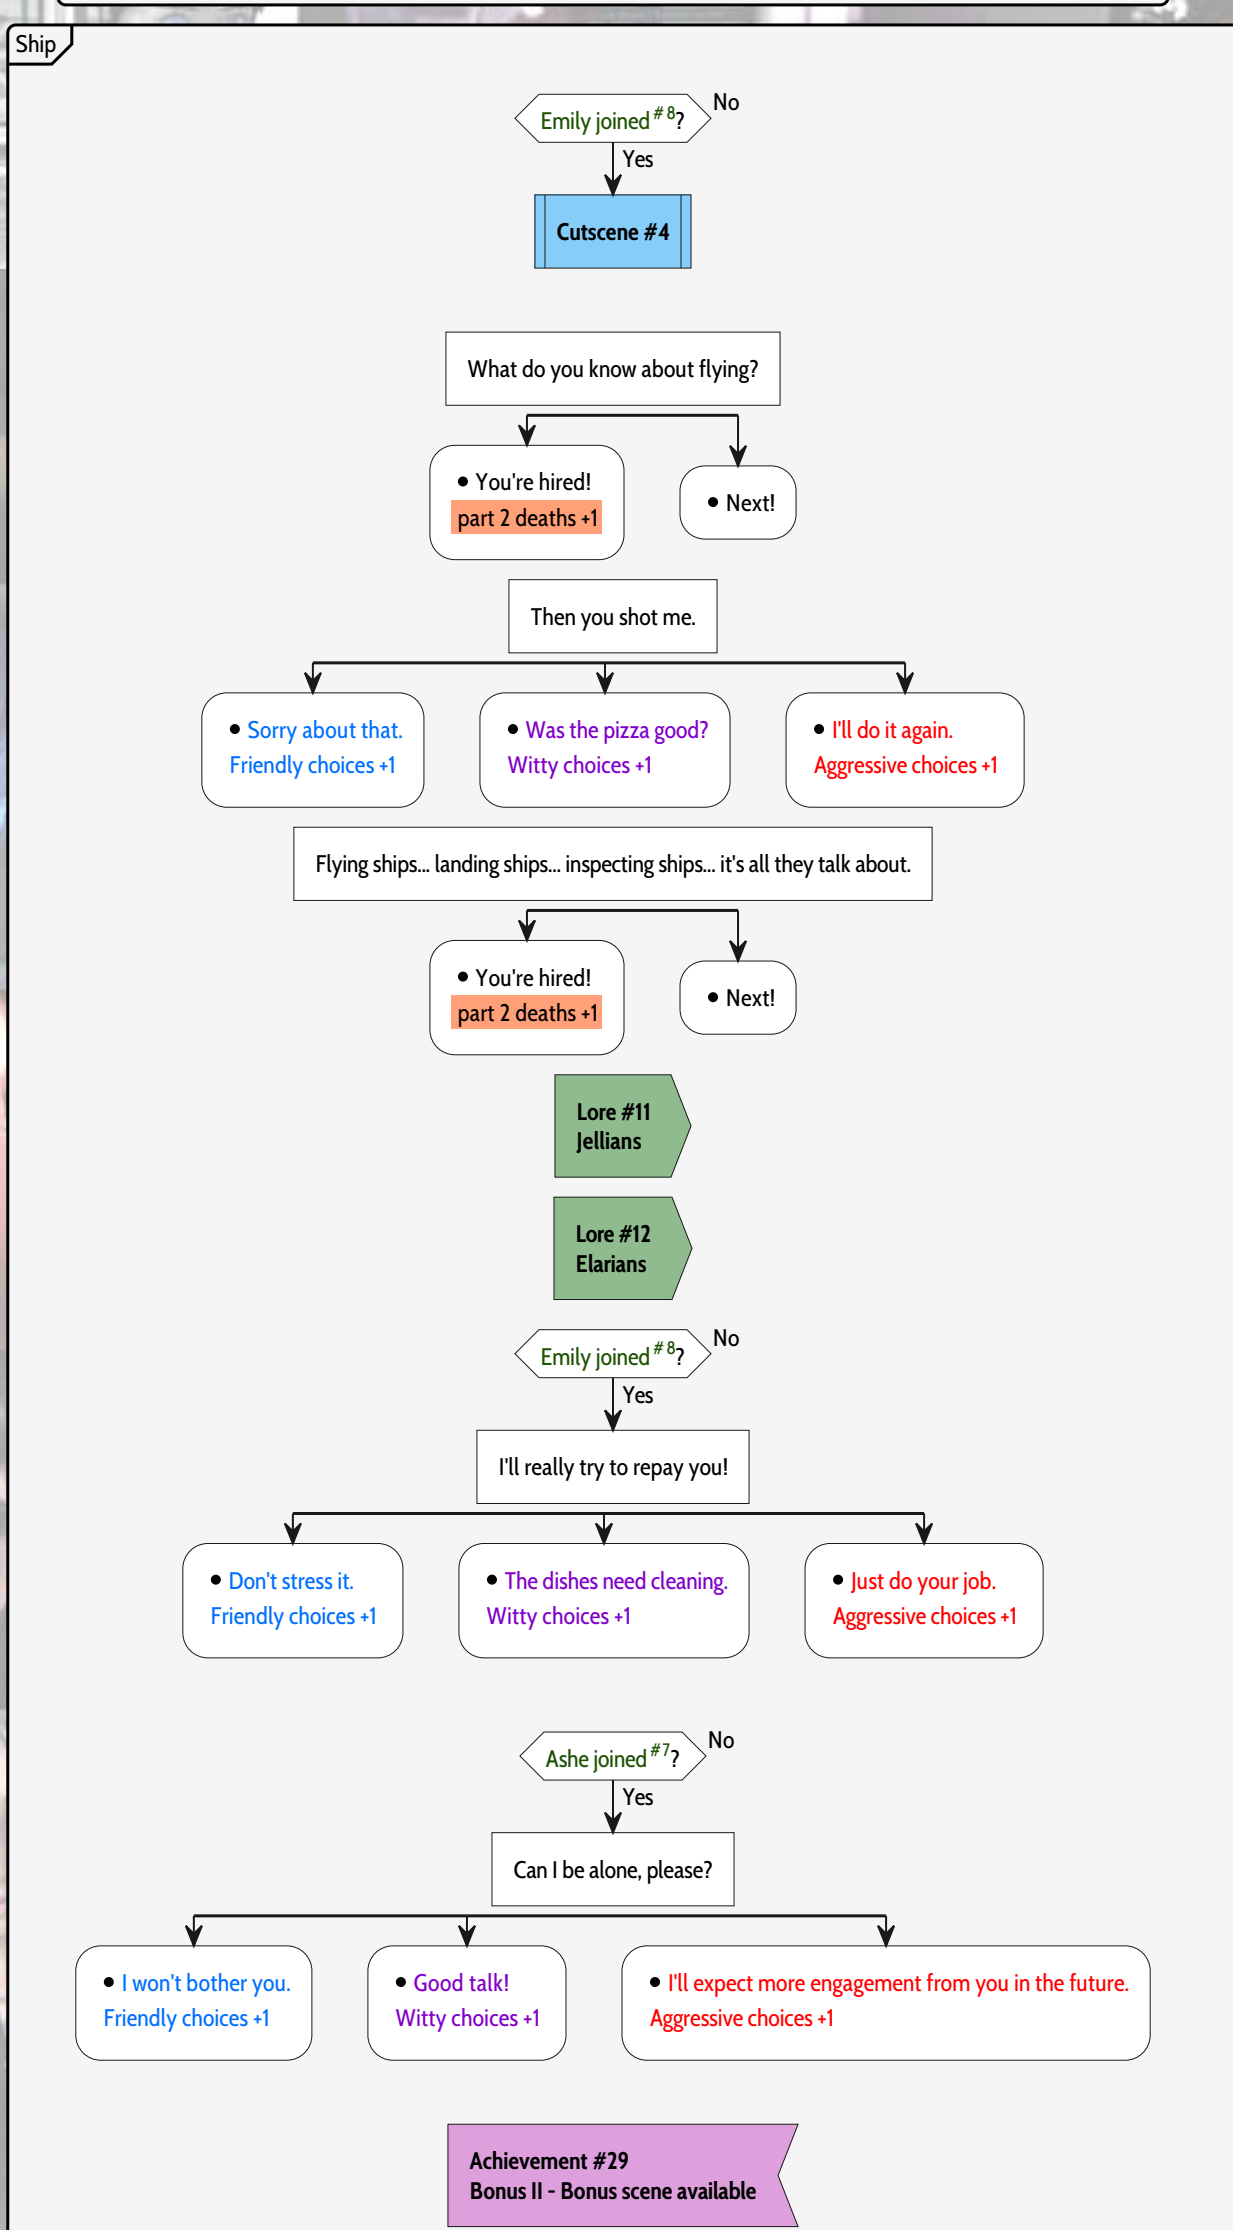 Ship
Emily joined #8?
No
Yes
Cutscene #4
What do you know about flying?
• You're hired!
part 2 deaths +1
• Next!
Then you shot me.
• Sorry about that.
Friendly choices +1
• Was the pizza good?
Witty choices +1
• I'll do it again.
Aggressive choices +1
Flying ships... landing ships... inspecting ships... it's all they talk about.
• You're hired!
part 2 deaths +1
• Next!
Lore #11
Jellians
Lore #12
Elarians
Emily joined #8?
No
Yes
I'll really try to repay you!
• Don't stress it.
Friendly choices +1
• The dishes need cleaning.
Witty choices +1
• Just do your job.
Aggressive choices +1
Ashe joined #7?
No
Yes
Can I be alone, please?
• I won't bother you.
Friendly choices +1
• Good talk!
Witty choices +1
• I'll expect more engagement from you in the future.
Aggressive choices +1
Achievement #29
Bonus II - Bonus scene available